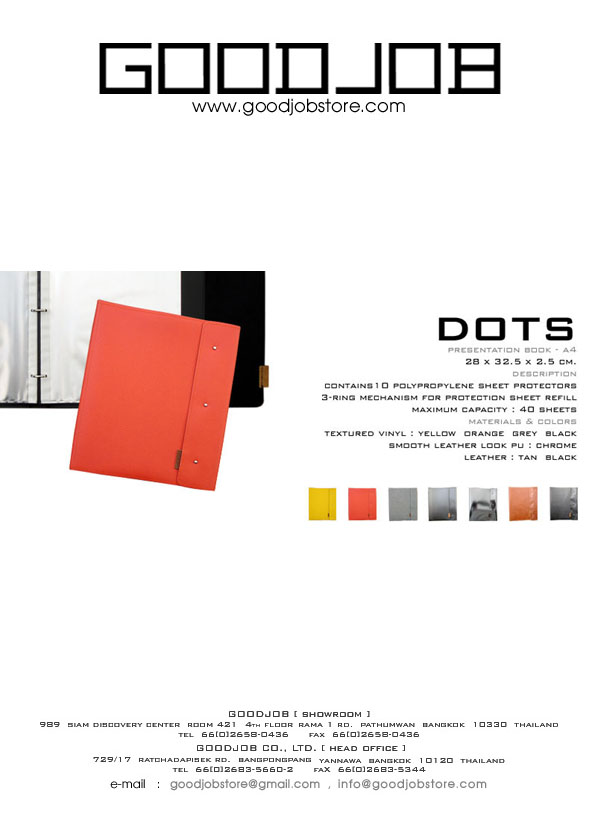 GOODJOB
www.goodjobstore.com
DOTS
PRESENTATION BOOK - A4
28 X 32.5 X 2.5 CM.
DESCRIPTION
CONTAINS10 POLYPROPYLENE SHEET PROTECTORS
3-RING MECHANISM FOR PROTECTION SHEET REFILL
MAXIMUM CAPACITY : 40 SHEETS
MATERIALS & COLORS
TEXTURED VINYL : YELLOW ORANGE GREY BLACK
SMOOTH LEATHER LOOK PU : CHROME
LEATHER : TAN BLACK
GOODJOB [ SHOWROOM ]
989 SIAM DISCOVERY CENTER ROOM 421 4TH FLOOR RAMA 1 RD. PATHUMWAN BANGKOK 10330 THAILAND
TEL 66(0)2658-0436 FAX 66(0)2658-0436
GOODJOB CO., LTD. [ HEAD OFFICE ]
729/17 RATCHADAPISEK RD. BANGPONGPANG YANNAWA BANGKOK 10120 THAILAND
TEL 66(0)2683-5660-2 FAX 66(0)2683-5344
e-mail : goodjobstore@gmail.com , info@goodjobstore.com